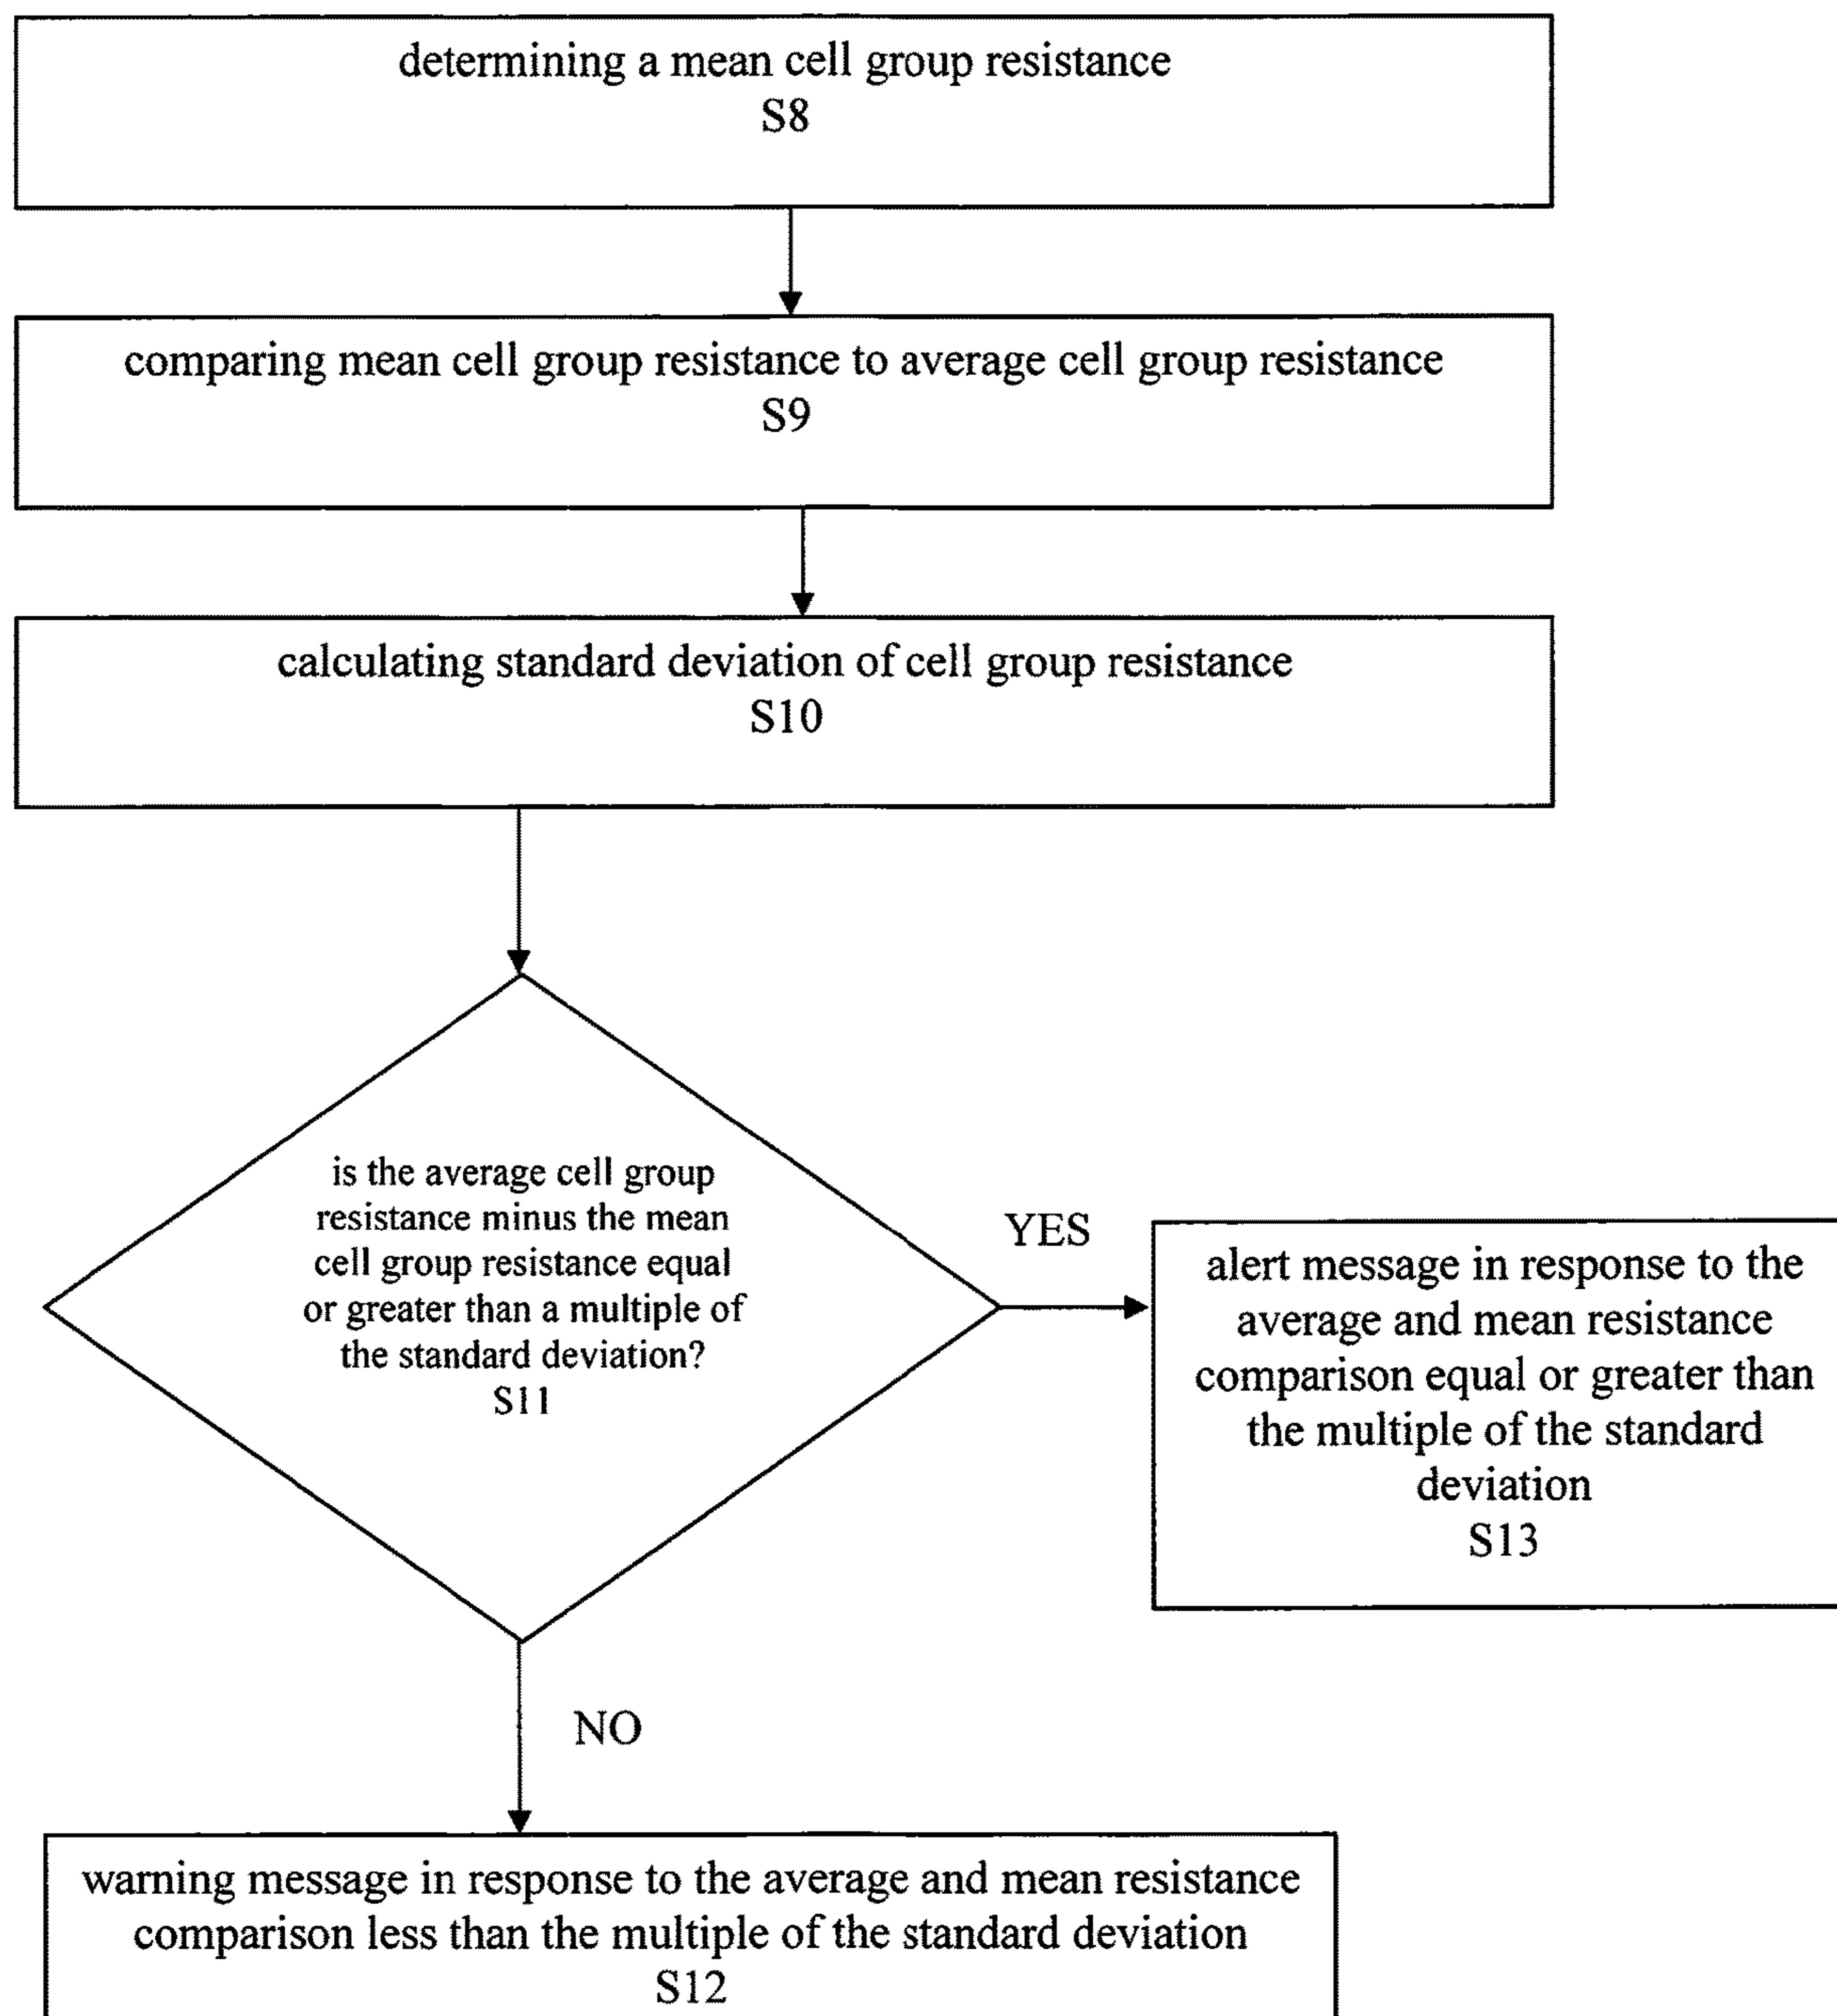 determining a mean cell group resistance
S8
comparing mean cell group resistance to average cell group resistance
S9
calculating standard deviation of cell group resistance
S10
is the average cell group
resistance minus the mean
cell group resistance equal
or greater than a multiple of
the standard deviation?
S11
YES
alert message in response to the
average and mean resistance
comparison equal or greater than
the multiple of the standard
deviation
S13
NO
warning message in response to the average and mean resistance
comparison less than the multiple of the standard deviation
S12